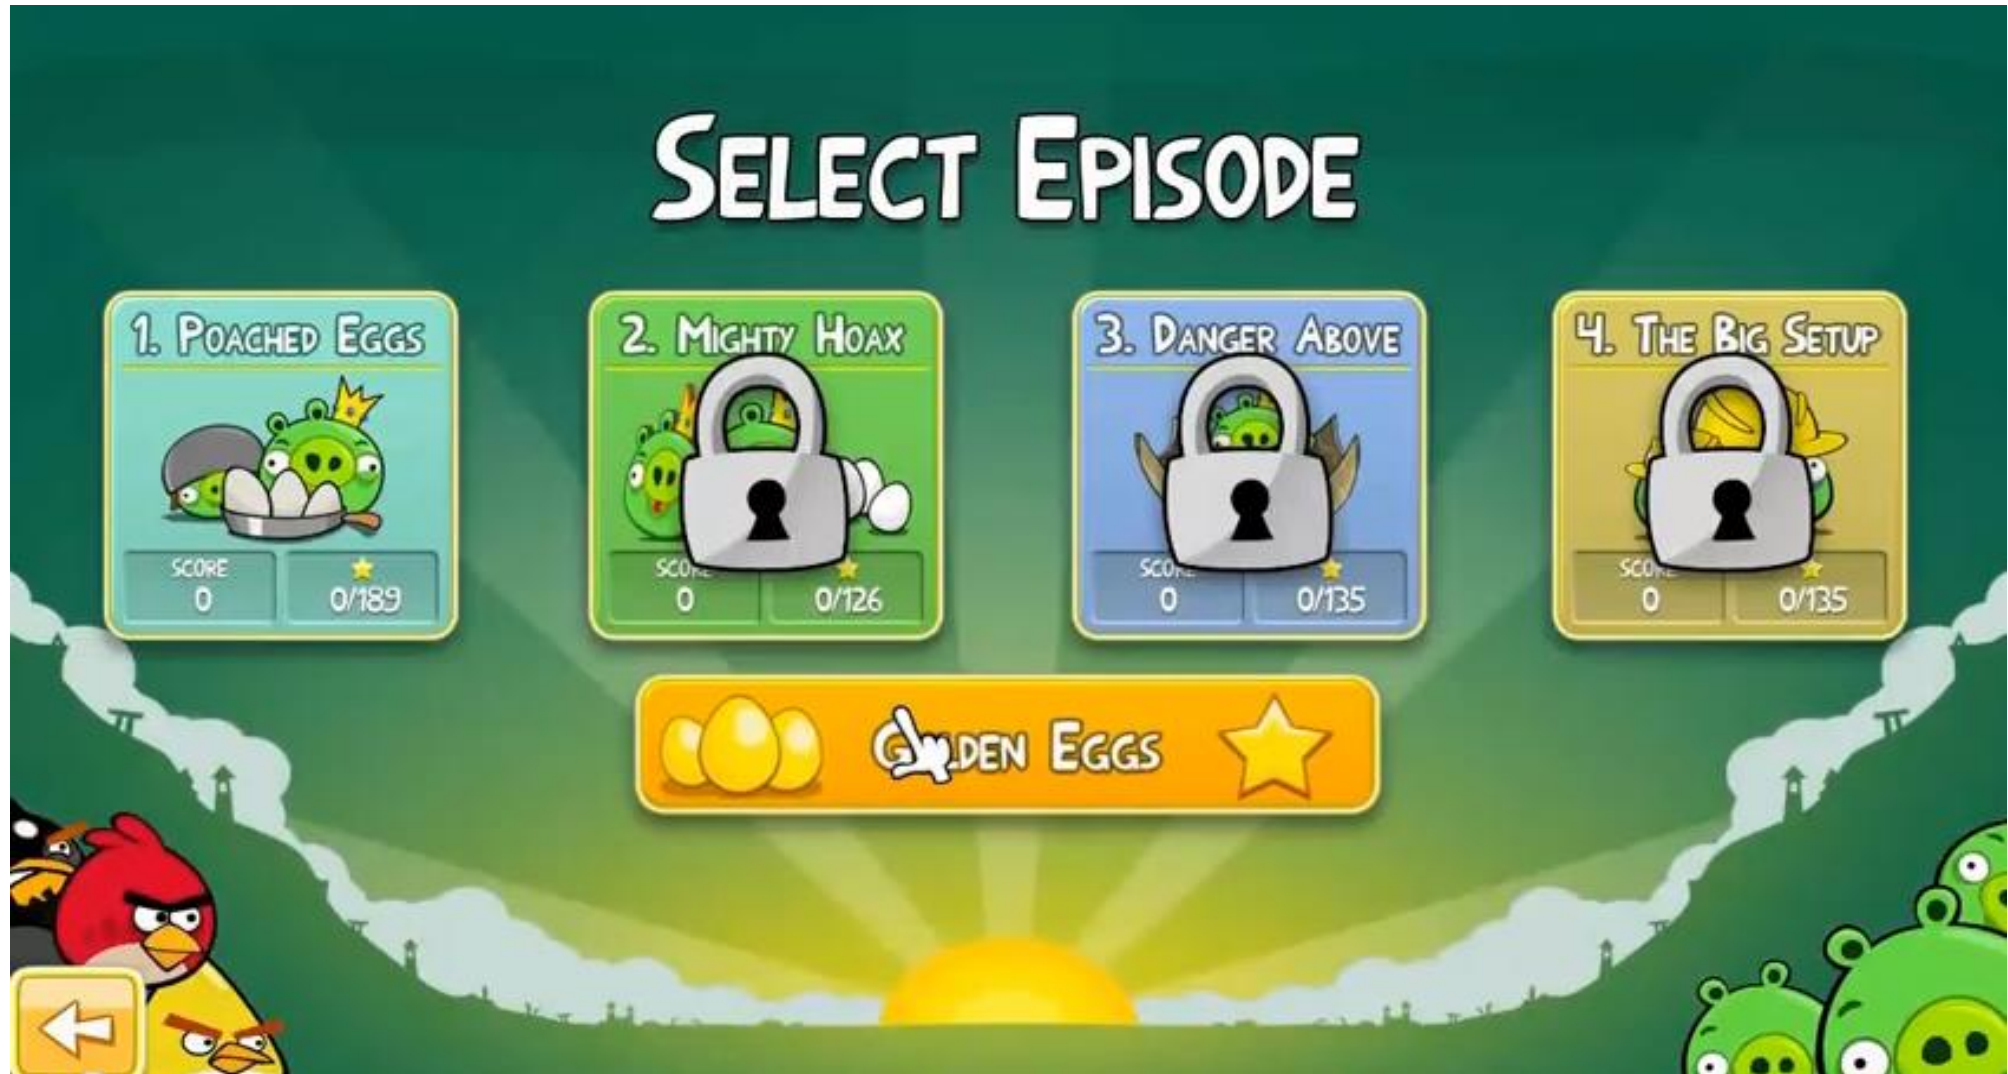 SELECT EPISODE
1. POACHED EGGS
2. MIGHTY HOAX
3. DANGER ABOVE
4. THE BIG SETUP
SCORE
0
0/189
0
0/126
0
0/135
0
0/135
EGGS